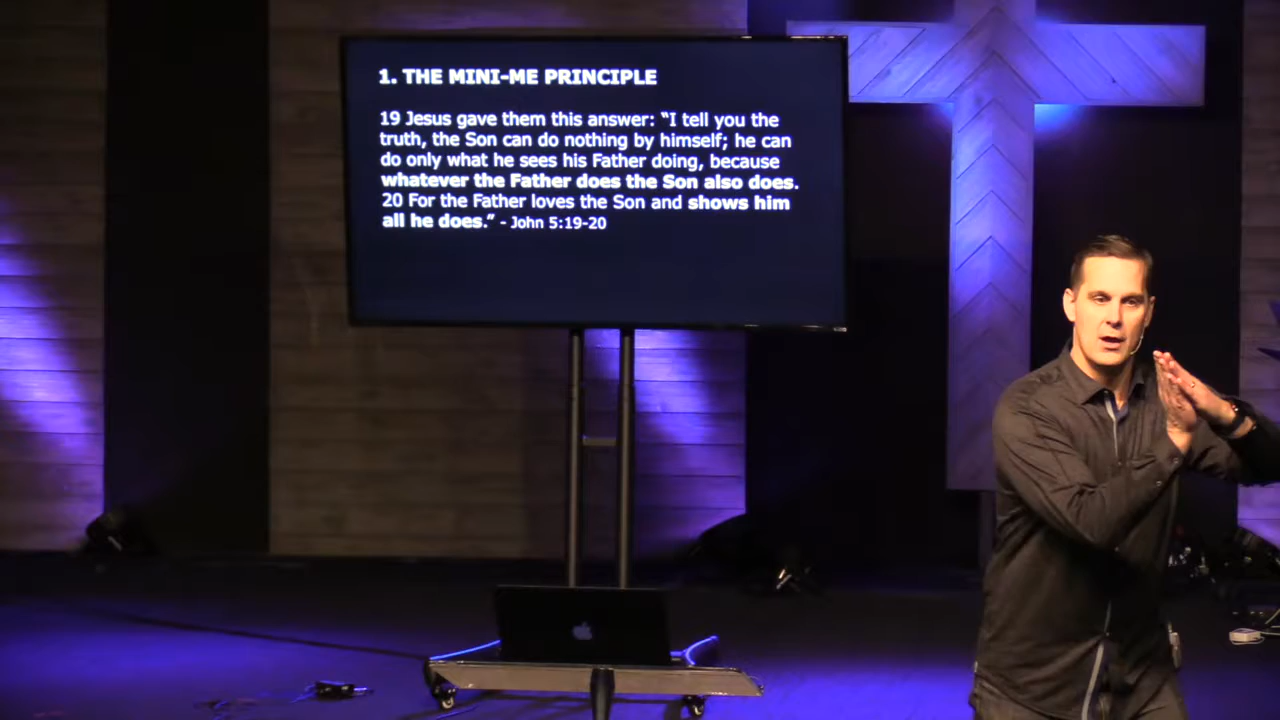 1. THE MINI-ME PRINCIPLE
19 Jesus gave them this answer: “I tell you the
truth, the Son can do nothing by himself; he can
do only what he sees his Father doing, because
whatever the Father does the Son also does.
20 For the Father loves the Son and shows him
all he does.” - John 5:19-20